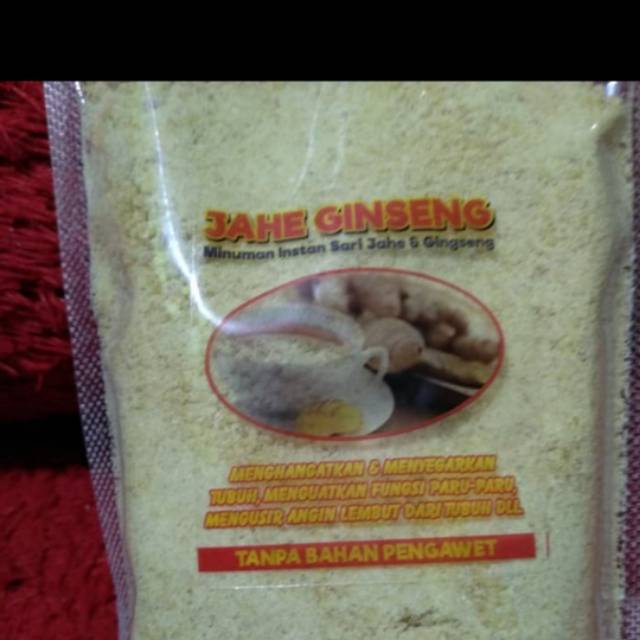 JAHE GINSENG
Minuman Instan Sari Jahe & Gingseng
MENGHANGATKAN & MENYEGARKAN
TUBUH, MENGUATKAN FUNGSI PARU-PARU,
MENGUSIR ANGIN LEMBUT DARI TUBUH DLL.
TANPA BAHAN PENGAWET